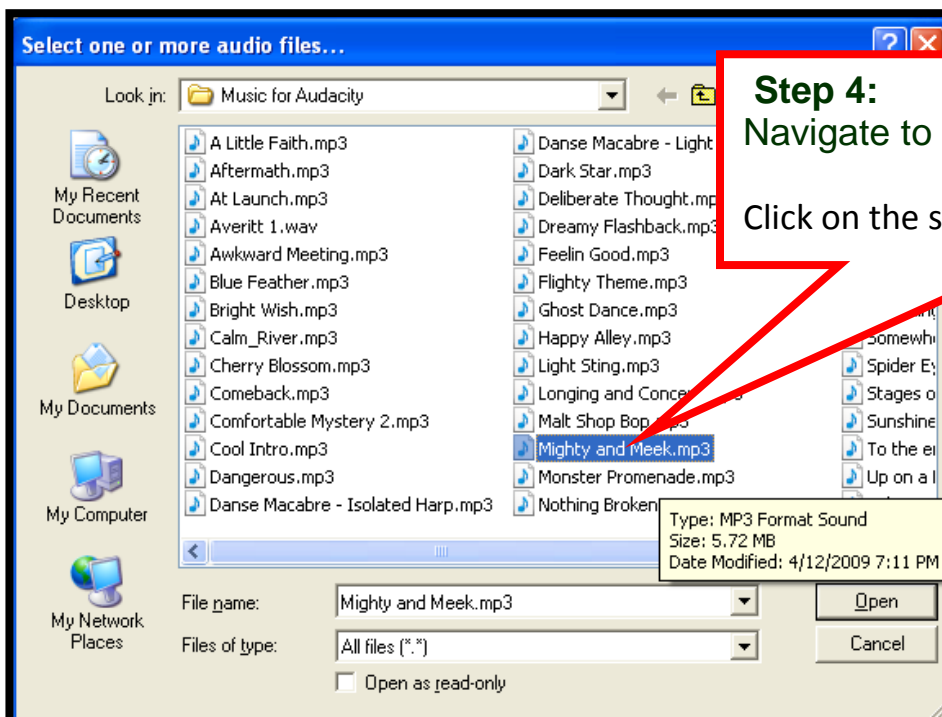 Select one or more audio files...
Look in:
Music for Audacity
Step 4:
Navigate to
Click on the s
My Recent
Documents
Desktop
My Documents
My Computer
My Network
Places
A Little Faith.mp3
Aftermath.mp3
At Launch.mp3
Averitt 1.wav
Awkward Meeting.mp3
Blue Feather.mp3
Bright Wish.mp3
Calm_River.mp3
Cherry Blossom.mp3
Comeback.mp3
Comfortable Mystery 2.mp3
Cool Intro.mp3
Dangerous.mp3
Danse Macabre - Isolated Harp.mp3
Danse Macabre - Light
Dark Star.mp3
Deliberate Thought.mp
Dreamy Flashback.mp3
Feelin Good.mp3
Flighty Theme.mp3
Ghost Dance.mp3
Happy Alley.mp3
Light Sting.mp3
Longing and Conce
Malt Shop Bop.mp3
Mighty and Meek.mp3
Monster Promenade.mp3
Nothing Broken
Somewh
Spider E
Stages o
Sunshine
To the e
Up on a
Type: MP3 Format Sound
Size: 5.72 MB
Date Modified: 4/12/2009 7:11 PM
File name:
Mighty and Meek.mp3
Open
Files of type:
All files (*.*)
Cancel
Open as read-only